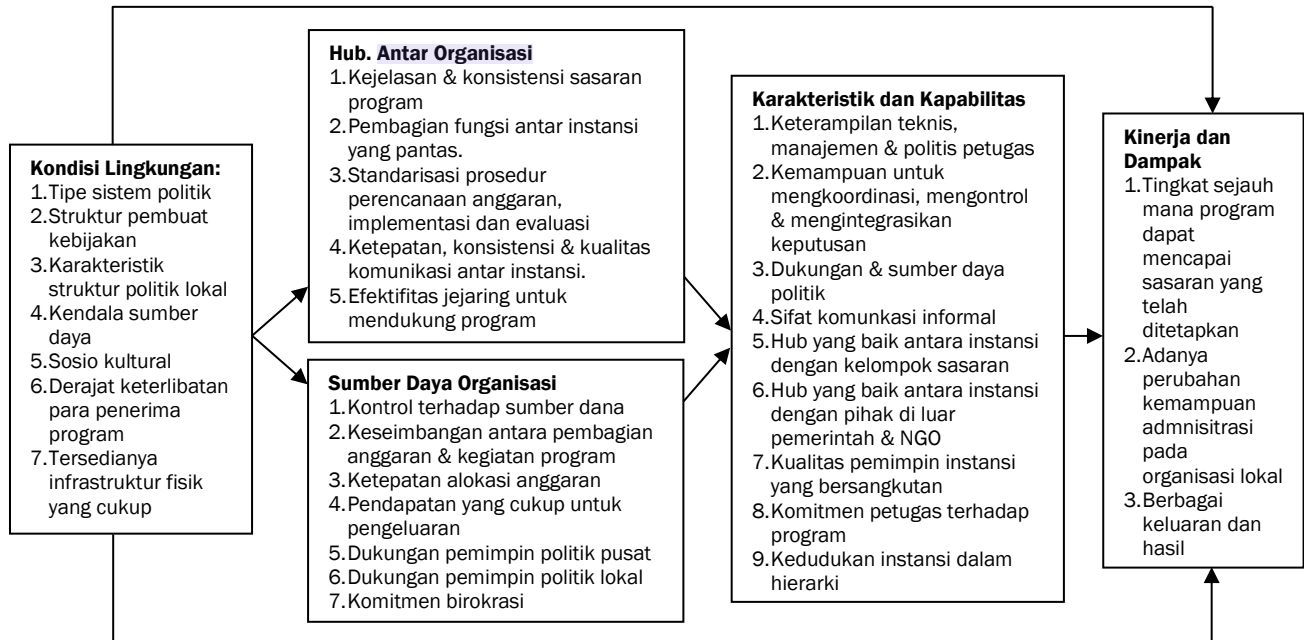 Kondisi Lingkungan:
1.Tipe sistem politik
2.Struktur pembuat
kebijakan
3.Karakteristik
struktur politik lokal
4.Kendala sumber
daya
5.Sosio kultural
6.Derajat keterlibatan
para penerima
program
7.Tersedianya
infrastruktur fisik
yang cukup
Hub. Antar Organisasi
1.Kejelasan & konsistensi sasaran
program
2.Pembagian fungsi antar instansi
yang pantas.
3.Standarisasi prosedur
perencanaan anggaran,
implementasi dan evaluasi
4.Ketepatan, konsistensi & kualitas
komunikasi antar instansi.
5.Efektifitas jejaring untuk
mendukung program
Sumber Daya Organisasi
1.Kontrol terhadap sumber dana
2.Keseimbangan antara pembagian
anggaran & kegiatan program
3.Ketepatan alokasi anggaran
4.Pendapatan yang cukup untuk
pengeluaran
5.Dukungan pemimpin politik pusat
6.Dukungan pemimpin politik lokal
7.Komitmen birokrasi
Karakteristik dan Kapabilitas
1.Keterampilan teknis,
manajemen & politis petugas
2.Kemampuan untuk
mengkoordinasi, mengontrol
& mengintegrasikan
keputusan
3.Dukungan & sumber daya
politik
4.Sifat komunkasi informal
5.Hub yang baik antara instansi
dengan kelompok sasaran
6.Hub yang baik antara instansi
dengan pihak di luar
pemerintah & NGO
7.Kualitas pemimpin instansi
yang bersangkutan
8.Komitmen petugas terhadap
program
9.Kedudukan instansi dalam
hierarki
Kinerja dan
Dampak
1.Tingkat sejauh
mana program
dapat
mencapai
sasaran yang
telah
ditetapkan
2.Adanya
perubahan
kemampuan
admnisitrasi
pada
organisasi lokal
3.Berbagai
keluaran dan
hasil